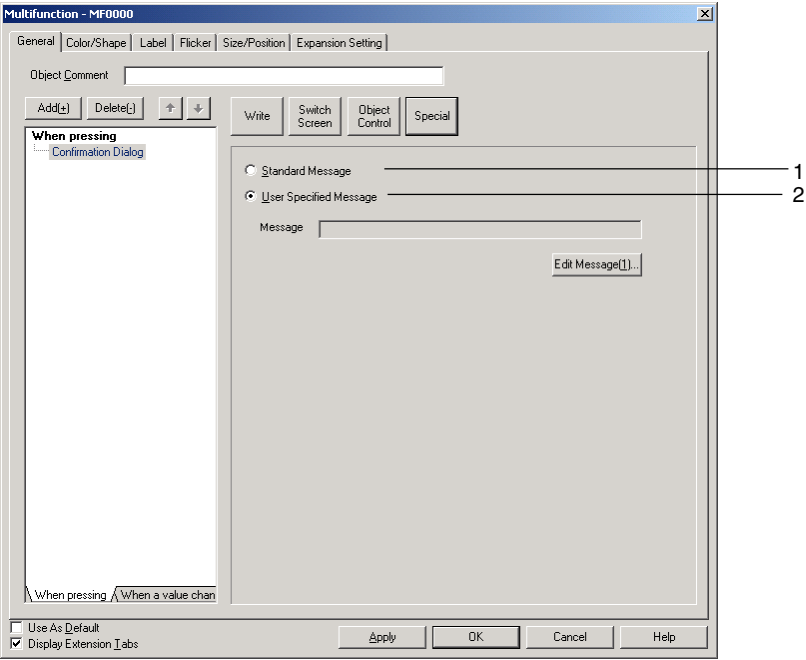 Multifunction - MF0000
General Color/Shape Label Flicker Size/Position Expansion Setting
Object Comment
Add(+) Delete(-)
Write Switch Screen Object Control Special
When pressing
Confirmation Dialog
Standard Message 1
User Specified Message 2
Message
Edit Message(1)...
When pressing When a value chan
Use As Default
Display Extension Tabs
Apply OK Cancel Help